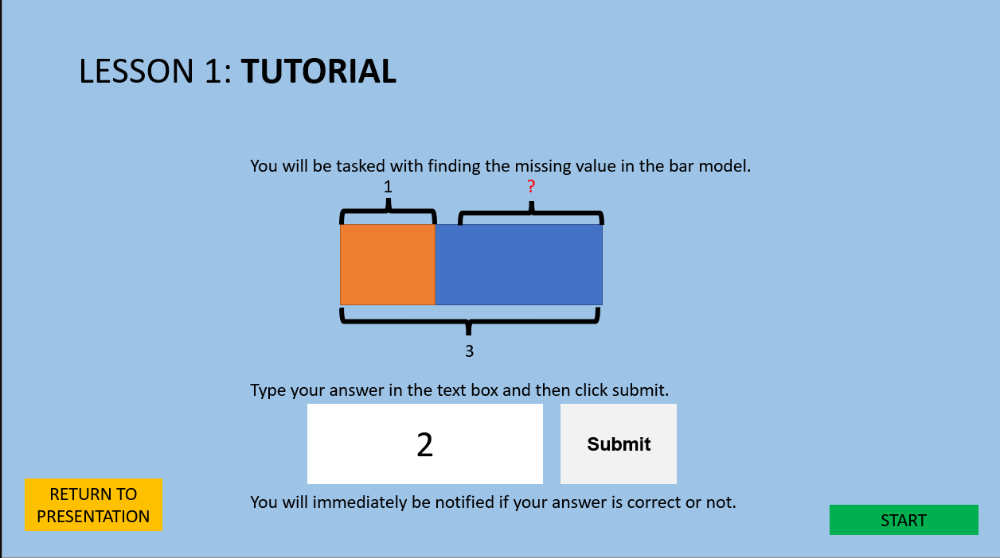 LESSON 1: TUTORIAL
You will be tasked with finding the missing value in the bar model.
1
?
3
Type your answer in the text box and then click submit.
2
Submit
You will immediately be notified if your answer is correct or not.
RETURN TO
PRESENTATION
START